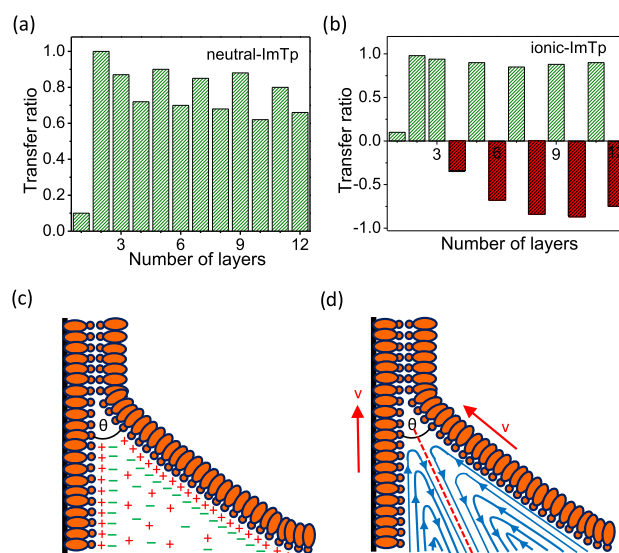 (a)
neutral-ImTp
Transfer ratio
1.0
0.8
0.6
0.4
0.2
0.0
3 6 9 12
Number of layers
(b)
ionic-ImTp
Transfer ratio
1.0
0.5
0.0
-0.5
-1.0
3 6 9
Number of layers
(c)
θ
+ −
(d)
v
v
θ